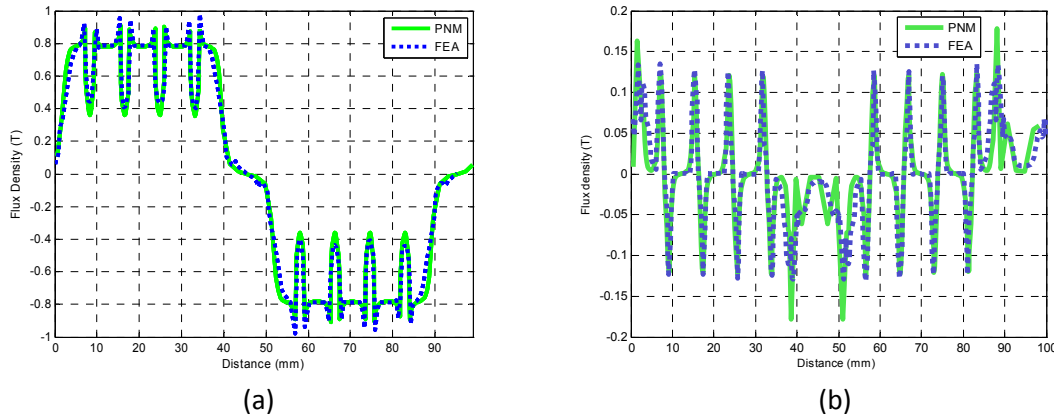 1
0.8
0.6
0.4
0.2
0
-0.2
-0.4
-0.6
-0.8
-1
Flux Density (T)
0 10 20 30 40 50 60 70 80 90
Distance (mm)
PNM
FEA
(a)
0.2
0.15
0.1
0.05
0
-0.05
-0.1
-0.15
-0.2
Flux density (T)
0 10 20 30 40 50 60 70 80 90 100
Distance (mm)
PNM
FEA
(b)